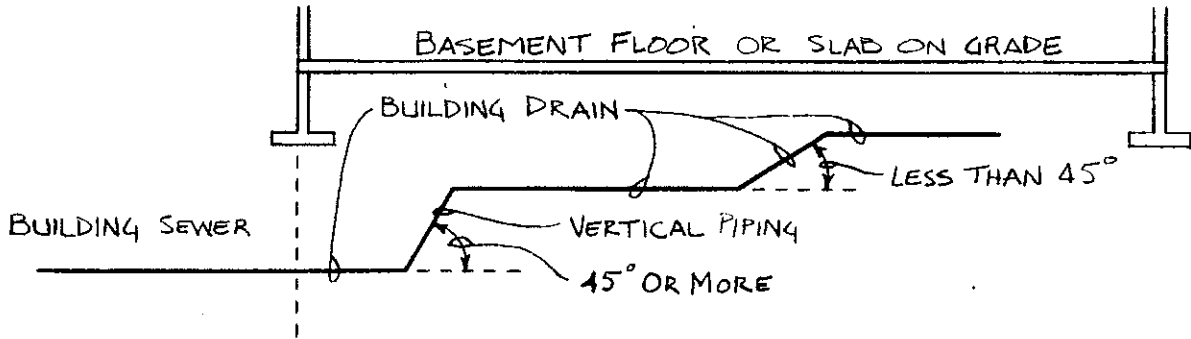 BASEMENT FLOOR OR SLAB ON GRADE
BUILDING DRAIN
LESS THAN 45°
BUILDING SEWER
VERTICAL PIPING
45° OR MORE